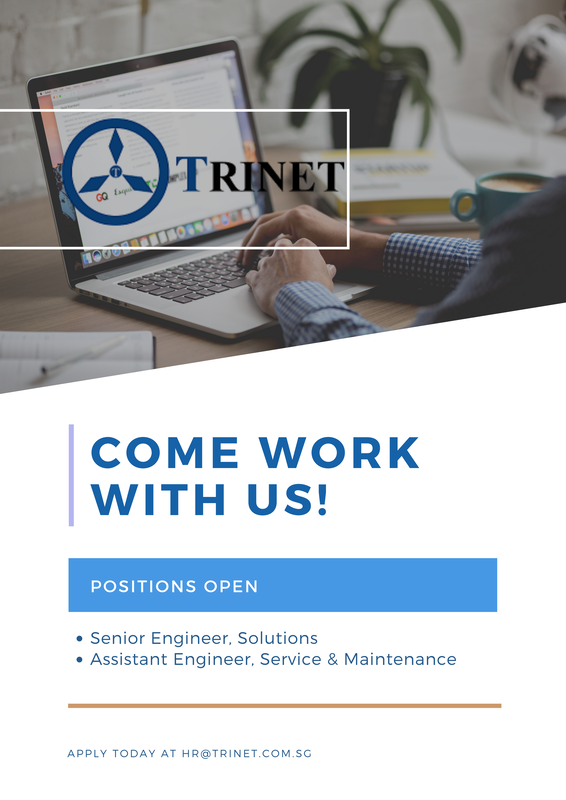 TRINET
T
GQ
COME WORK
WITH US!
POSITIONS OPEN
• Senior Engineer, Solutions
• Assistant Engineer, Service & Maintenance
APPLY TODAY AT HR@TRINET.COM.SG